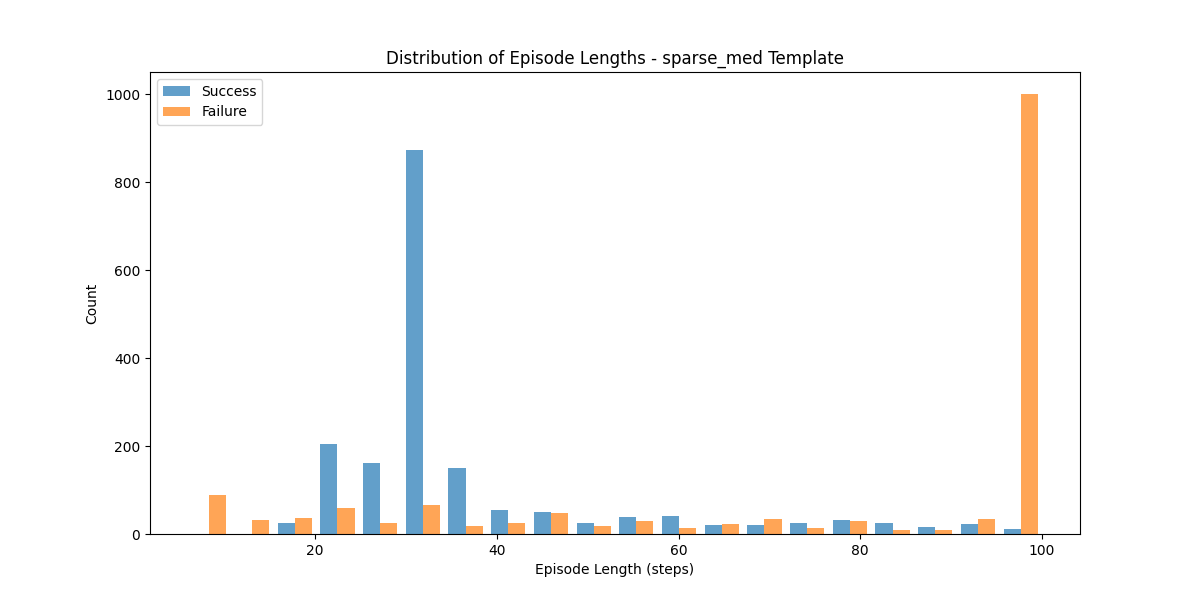 Distribution of Episode Lengths - sparse_med Template
Success
Failure
1000
800
600
400
200
0
Count
20 40 60 80 100
Episode Length (steps)